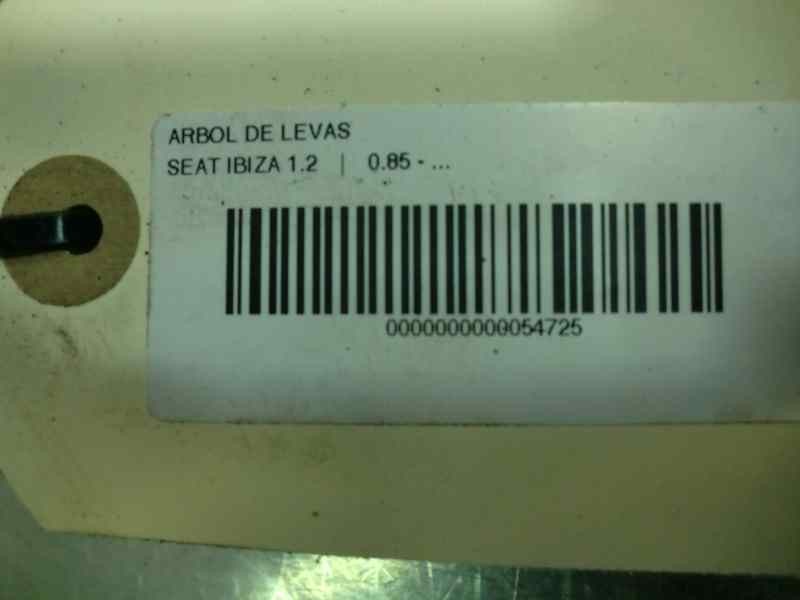 ARBOL DE LEVAS
SEAT IBIZA 1.2 | 0.85 - ...
0000000000054725